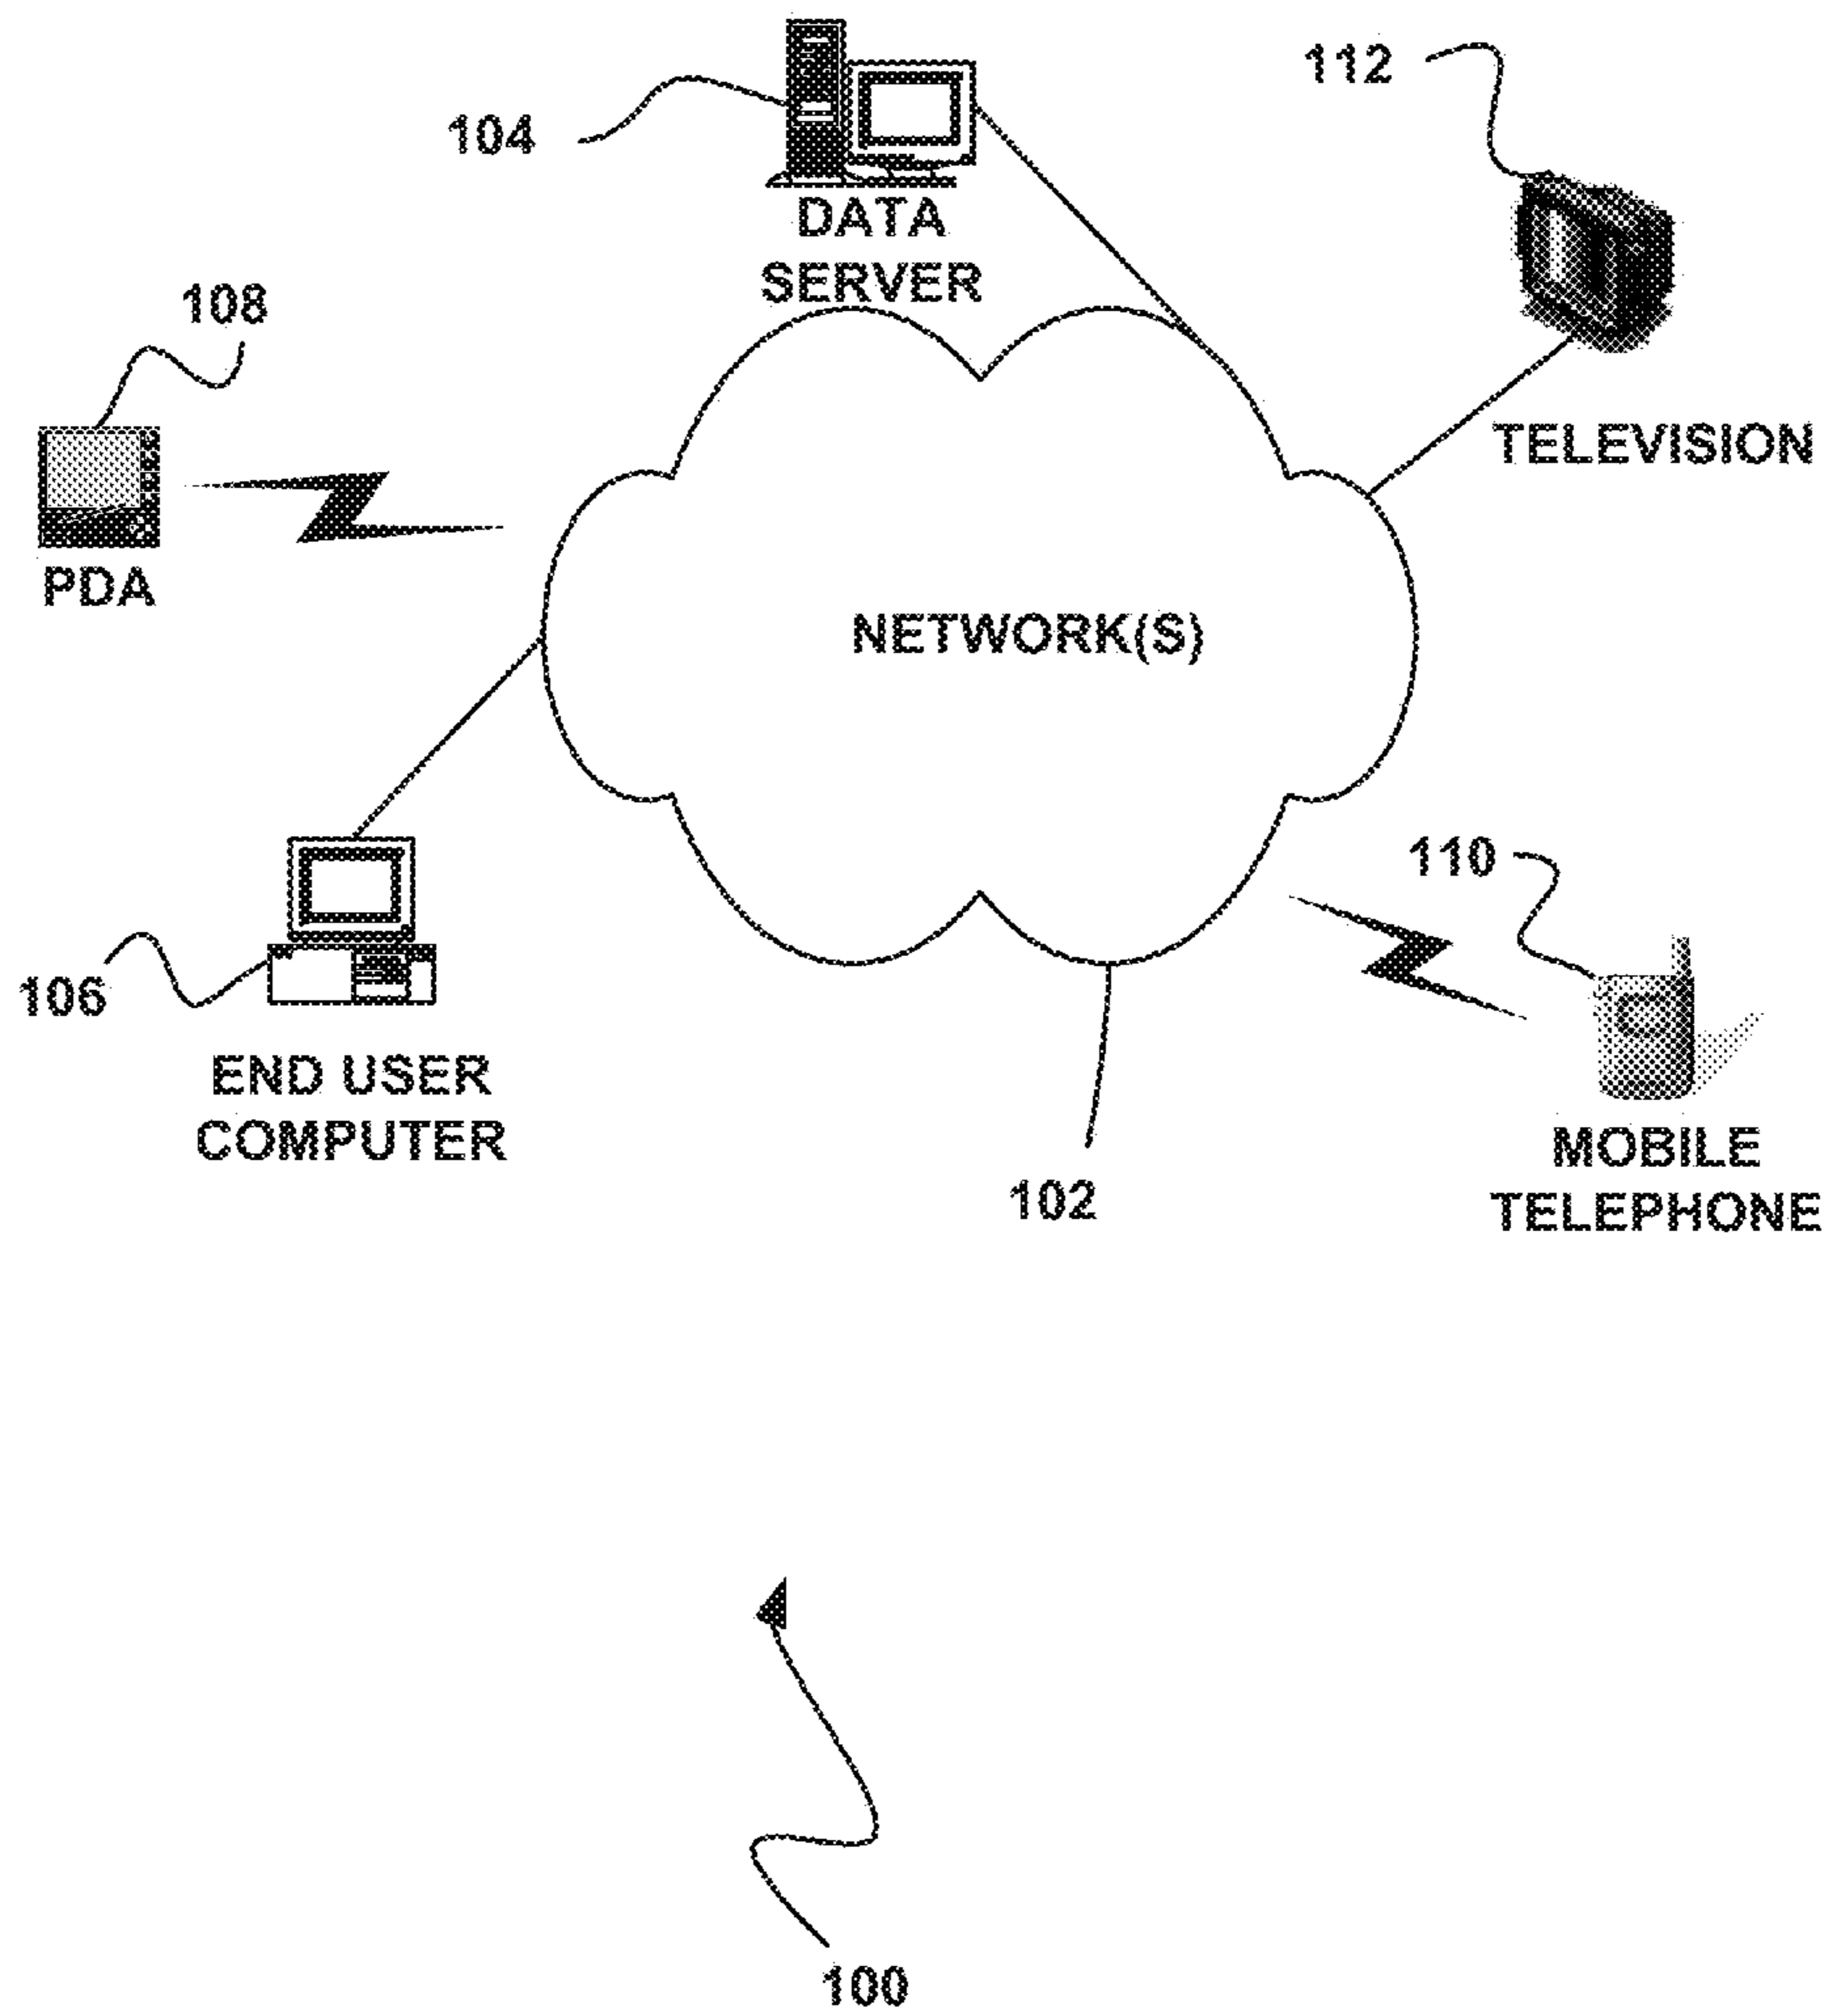 112
104
DATA
SERVER
108
TELEVISION
PDA
NETWORK(S)
110
106
END USER
COMPUTER
MOBILE
TELEPHONE
102
100